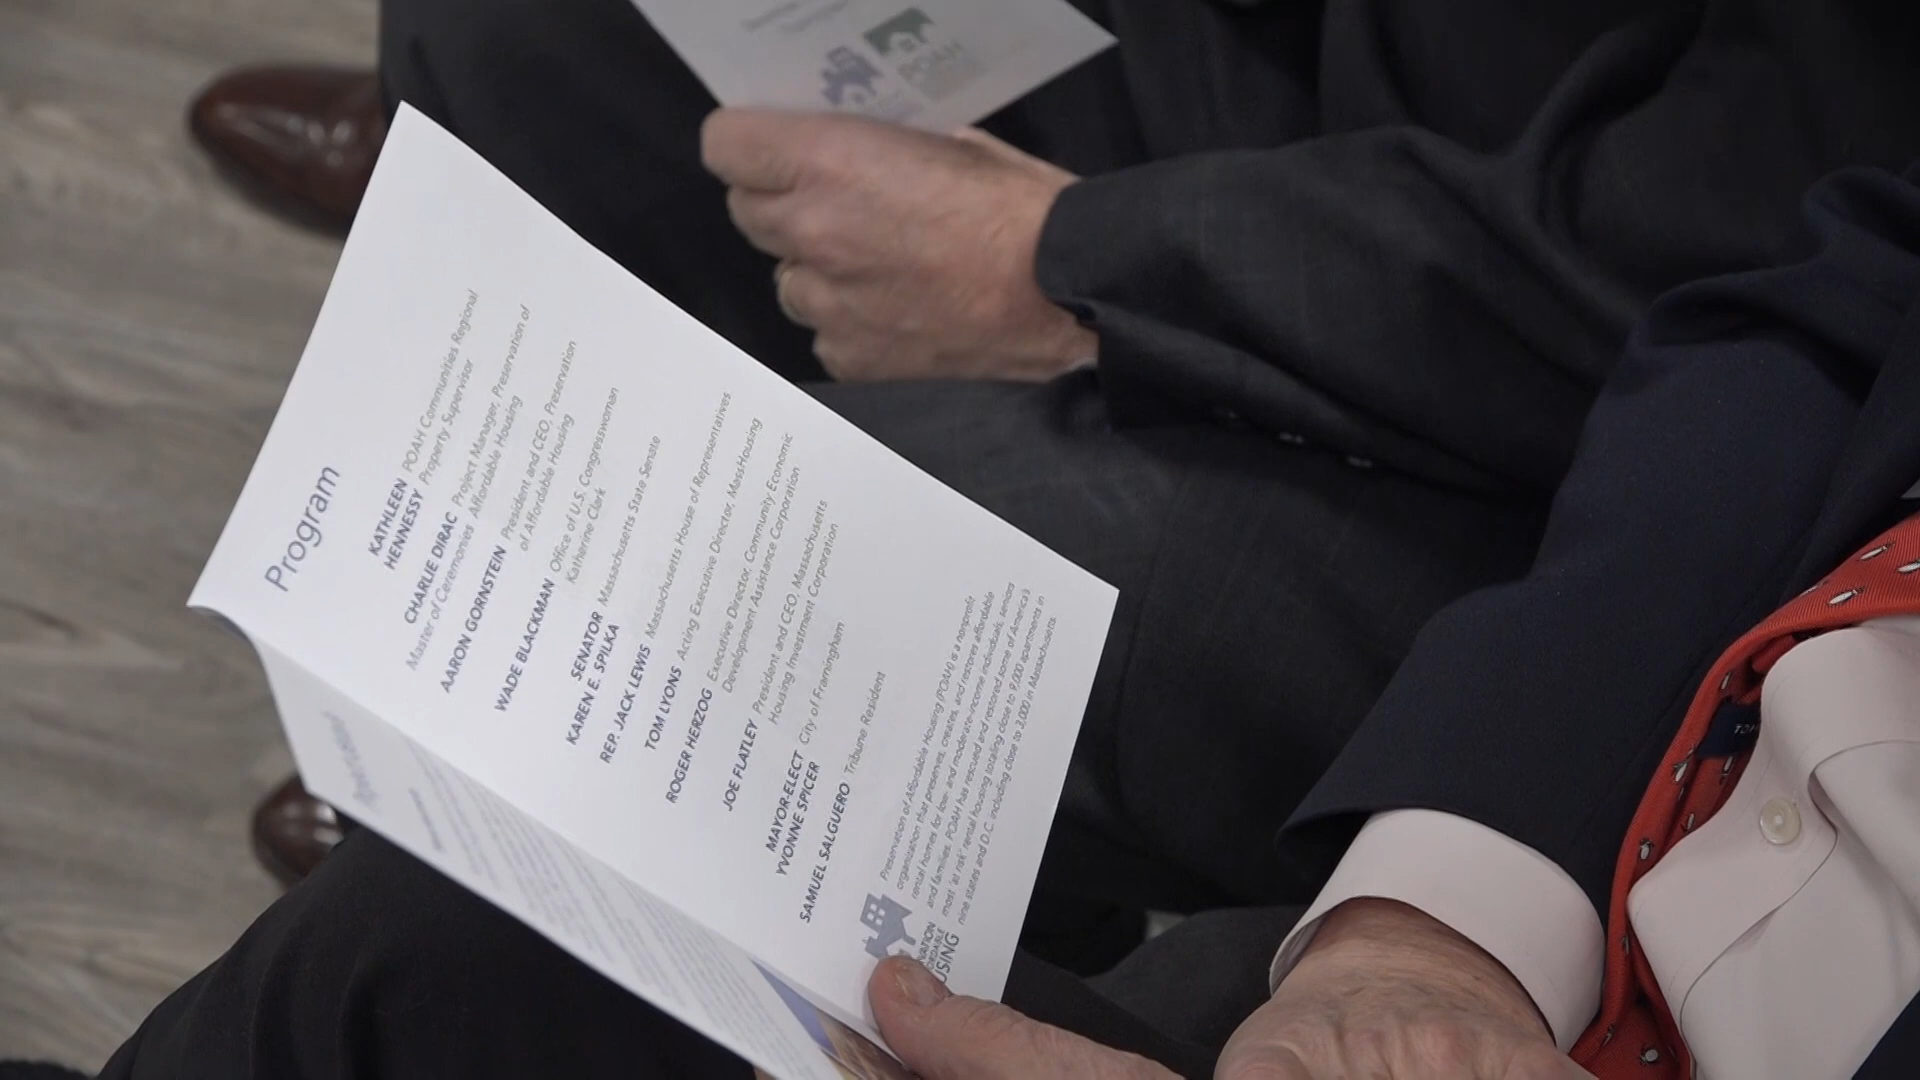 Program
KATHLEEN POAH Communities Regional
HENNESSY Property Supervisor
CHARLIE DIRAC Project Manager, Preservation of
Master of Ceremonies Affordable Housing
AARON GORNSTEIN President and CEO, Preservation
of Affordable Housing
WADE BLACKMAN Office of U.S. Congresswoman
Katherine Clark
SENATOR Massachusetts State Senate
KAREN E. SPILKA
REP. JACK LEWIS Massachusetts House of Representatives
TOM LYONS Acting Executive Director, MassHousing
ROGER HERZOG Executive Director, Community Economic
Development Assistance Corporation
JOE FLATLEY President and CEO, Massachusetts
Housing Investment Corporation
MAYOR-ELECT City of Framingham
YVONNE SPICER
SAMUEL SALGUERO Tribune Resident
Preservation of Affordable Housing (POAH) is a nonprofit
organization that preserves, creates, and restores affordable
rental homes for low- and moderate-income individuals, seniors
and families. POAH has rescued and restored some of America's
most 'at risk' rental housing totaling close to 9,000 apartments in
nine states and D.C. including close to 3,000 in Massachusetts.
POAH